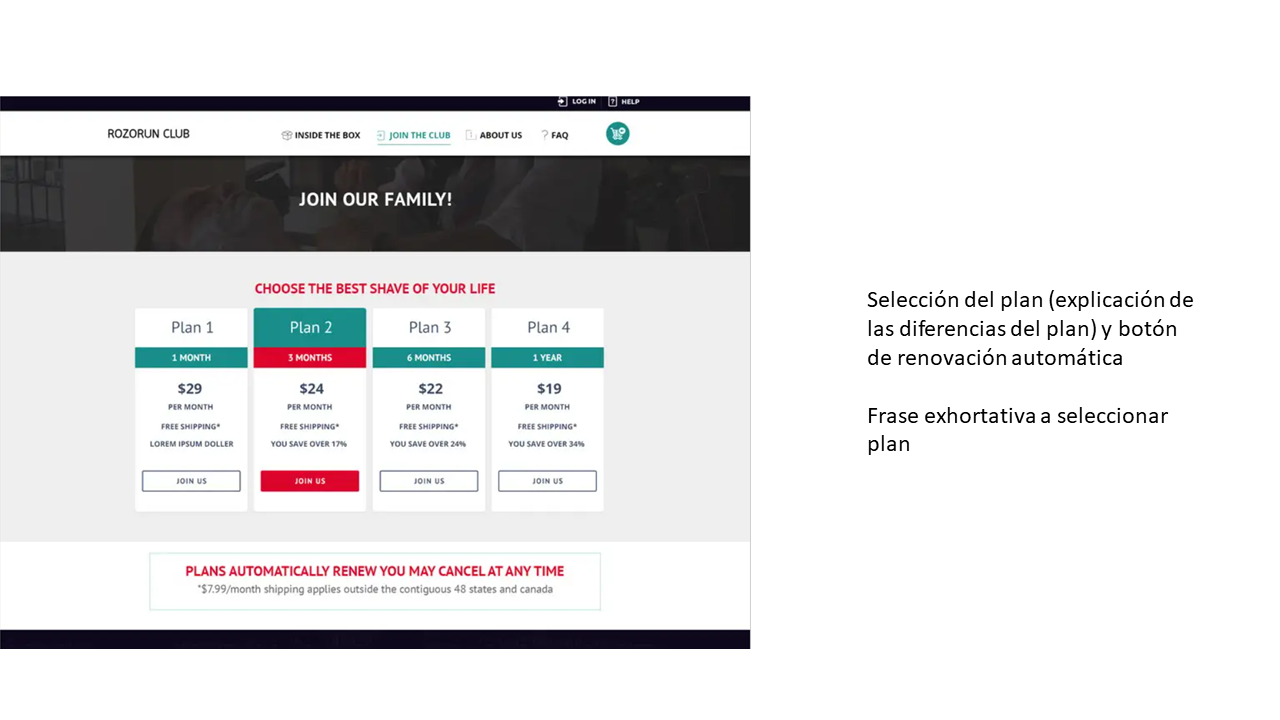 LOG IN HELP
ROZORUN CLUB INSIDE THE BOX JOIN THE CLUB ABOUT US FAQ
JOIN OUR FAMILY!
CHOOSE THE BEST SHAVE OF YOUR LIFE
Plan 1
1 MONTH
$29
PER MONTH
FREE SHIPPING*
LOREM IPSUM DOLLER
JOIN US
Plan 2
3 MONTHS
$24
PER MONTH
FREE SHIPPING*
YOU SAVE OVER 17%
JOIN US
Plan 3
6 MONTHS
$22
PER MONTH
FREE SHIPPING*
YOU SAVE OVER 24%
JOIN US
Plan 4
1 YEAR
$19
PER MONTH
FREE SHIPPING*
YOU SAVE OVER 34%
JOIN US
PLANS AUTOMATICALLY RENEW YOU MAY CANCEL AT ANY TIME
*$7.99/month shipping applies outside the contiguous 48 states and canada
Selección del plan (explicación de
las diferencias del plan) y botón
de renovación automática
Frase exhortativa a seleccionar
plan